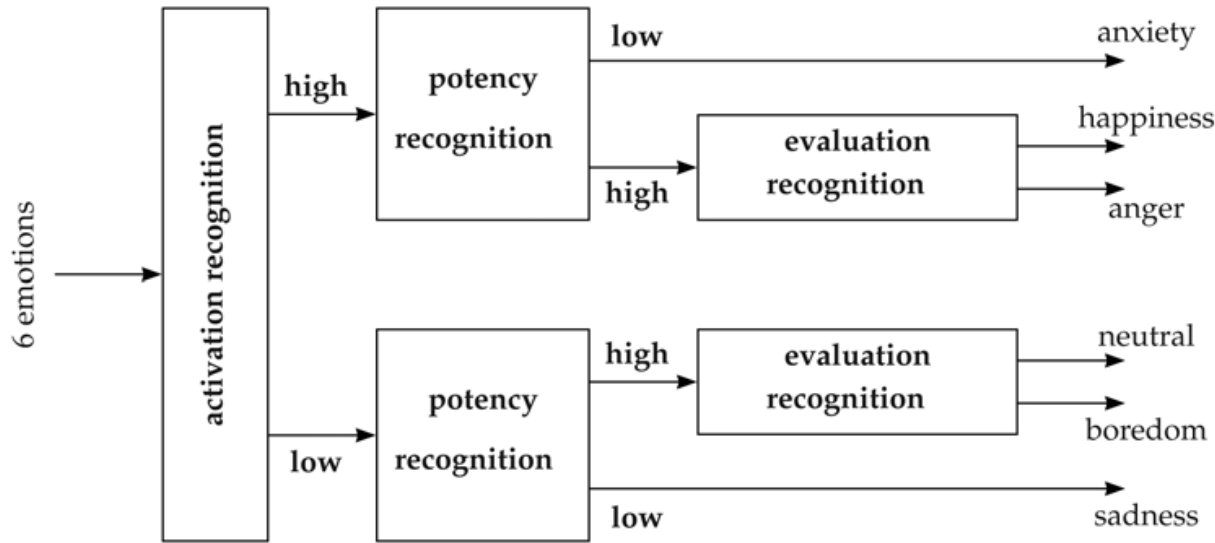 6 emotions
activation recognition
high
low
potency
recognition
low
high
anxiety
evaluation
recognition
happiness
anger
potency
recognition
high
low
evaluation
recognition
neutral
boredom
sadness